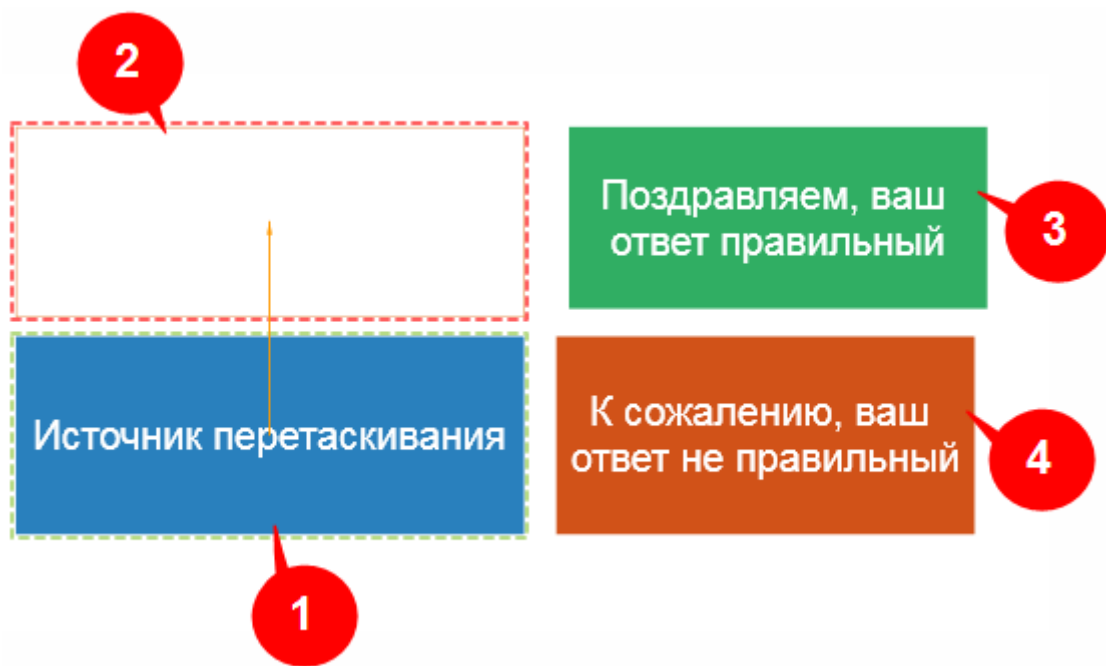 2
Поздравляем, ваш
ответ правильный
3
Источник перетаскивания
К сожалению, ваш
ответ не правильный
4
1